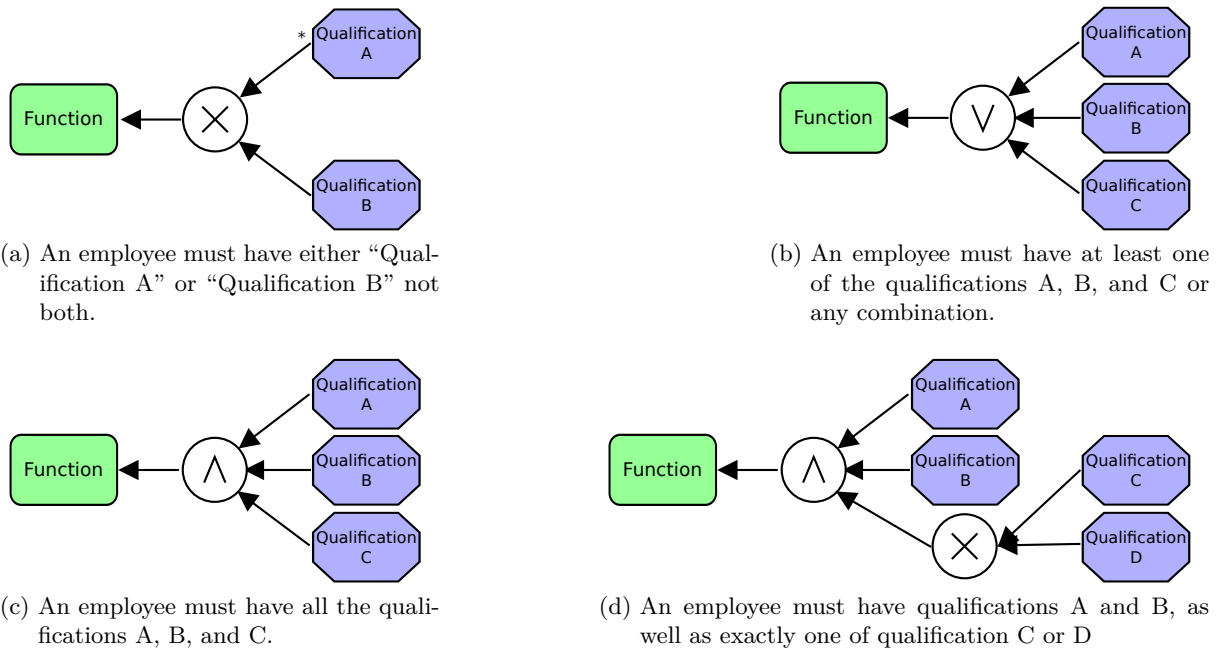 *
Qualification
A
Function
Qualification
B
(a) An employee must have either “Qual-
ification A” or “Qualification B” not
both.
Qualification
A
Function
∨
Qualification
B
Qualification
C
(b) An employee must have at least one
of the qualifications A, B, and C or
any combination.
Qualification
A
Function
∧
Qualification
B
Qualification
C
(c) An employee must have all the quali-
fications A, B, and C.
Qualification
A
Function
∧
Qualification
B
Qualification
C
Qualification
D
(d) An employee must have qualifications A and B, as
well as exactly one of qualification C or D